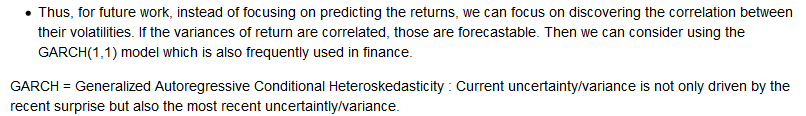 • Thus, for future work, instead of focusing on predicting the returns, we can focus on discovering the correlation between
their volatilities. If the variances of return are correlated, those are forecastable. Then we can consider using the
GARCH(1,1) model which is also frequently used in finance.
GARCH = Generalized Autoregressive Conditional Heteroskedasticity : Current uncertainty/variance is not only driven by the
recent surprise but also the most recent uncertaintly/variance.